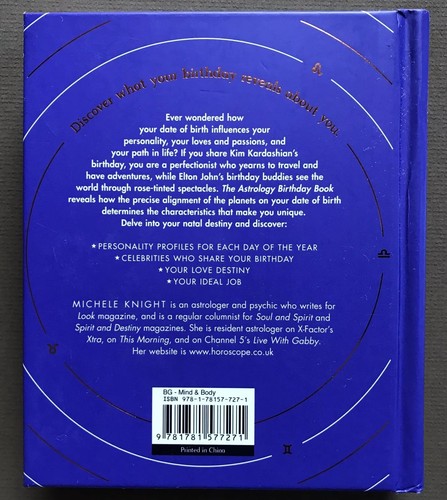 Discover what your birthday reveals about you.
Ever wondered how
your date of birth influences your
personality, your loves and passions, and
your path in life? If you share Kim Kardashian's
birthday, you are a perfectionist who yearns to travel and
have adventures, while Elton John's birthday buddies see the
world through rose-tinted spectacles. The Astrology Birthday Book
reveals how the precise alignment of the planets on your date of birth
determines the characteristics that make you unique.
Delve into your natal destiny and discover:
★ PERSONALITY PROFILES FOR EACH DAY OF THE YEAR
★ CELEBRITIES WHO SHARE YOUR BIRTHDAY
★ YOUR LOVE DESTINY
★ YOUR IDEAL JOB
MICHELE KNIGHT is an astrologer and psychic who writes for
Look magazine, and is a regular columnist for Soul and Spirit and
Spirit and Destiny magazines. She is resident astrologer on X-Factor's
Xtra, on This Morning, and on Channel 5's Live With Gabby.
Her website is www.horoscope.co.uk
BG - Mind & Body
ISBN 978-1-78157-727-1
9 781781 577271
Printed in China